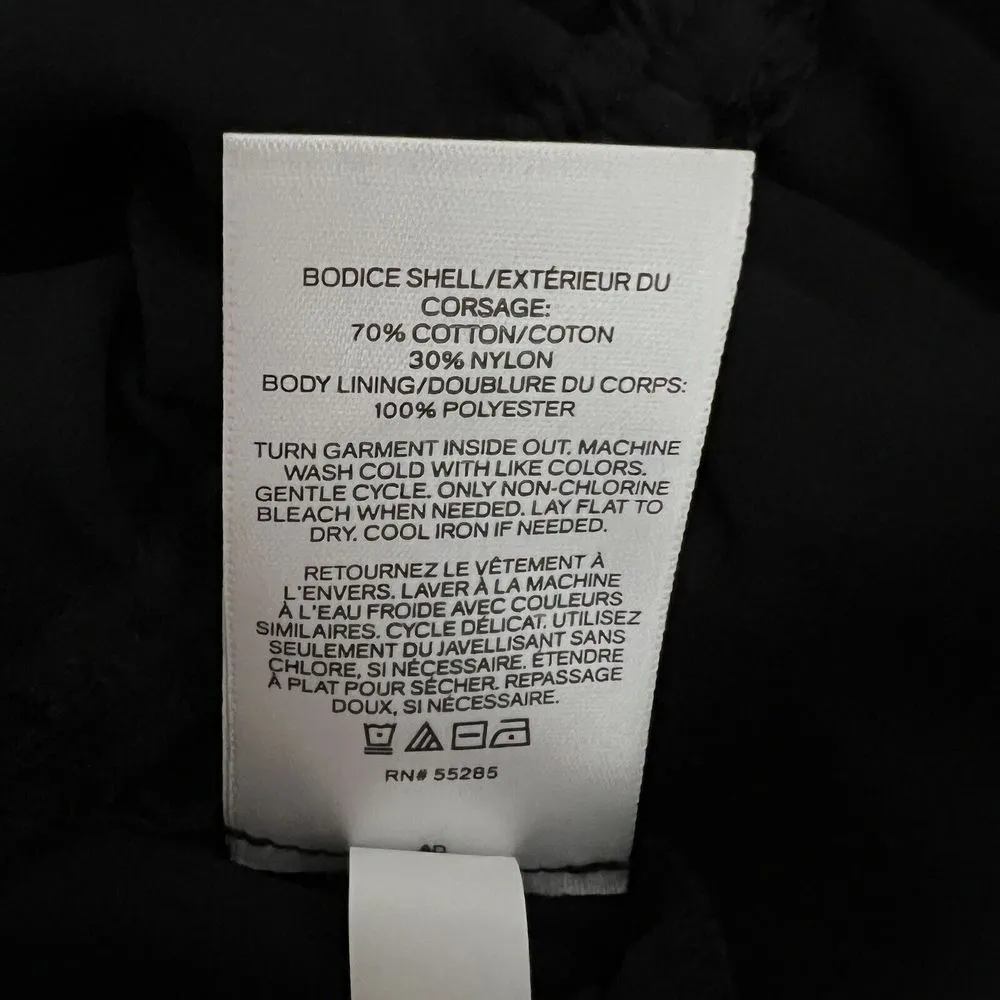 BODICE SHELL/EXTÉRIEUR DU
CORSAGE:
70% COTTON/COTON
30% NYLON
BODY LINING/DOUBLURE DU CORPS:
100% POLYESTER
TURN GARMENT INSIDE OUT. MACHINE
WASH COLD WITH LIKE COLORS.
GENTLE CYCLE. ONLY NON-CHLORINE
BLEACH WHEN NEEDED. LAY FLAT TO
DRY. COOL IRON IF NEEDED.
RETOURNEZ LE VÊTEMENT À
L'ENVERS. LAVER À LA MACHINE
À L'EAU FROIDE AVEC COULEURS
SIMILAIRES. CYCLE DÉLICAT. UTILISEZ
SEULEMENT DU JAVELLISANT SANS
CHLORE, SI NÉCESSAIRE. ÉTENDRE
À PLAT POUR SÉCHER. REPASSAGE
DOUX, SI NÉCESSAIRE.
RN# 55285